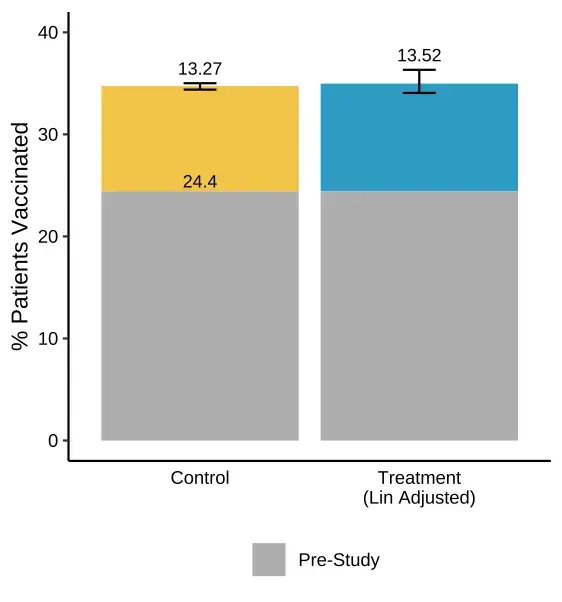 % Patients Vaccinated
40
30
20
10
0
13.27
13.52
24.4
Control
Treatment
(Lin Adjusted)
Pre-Study